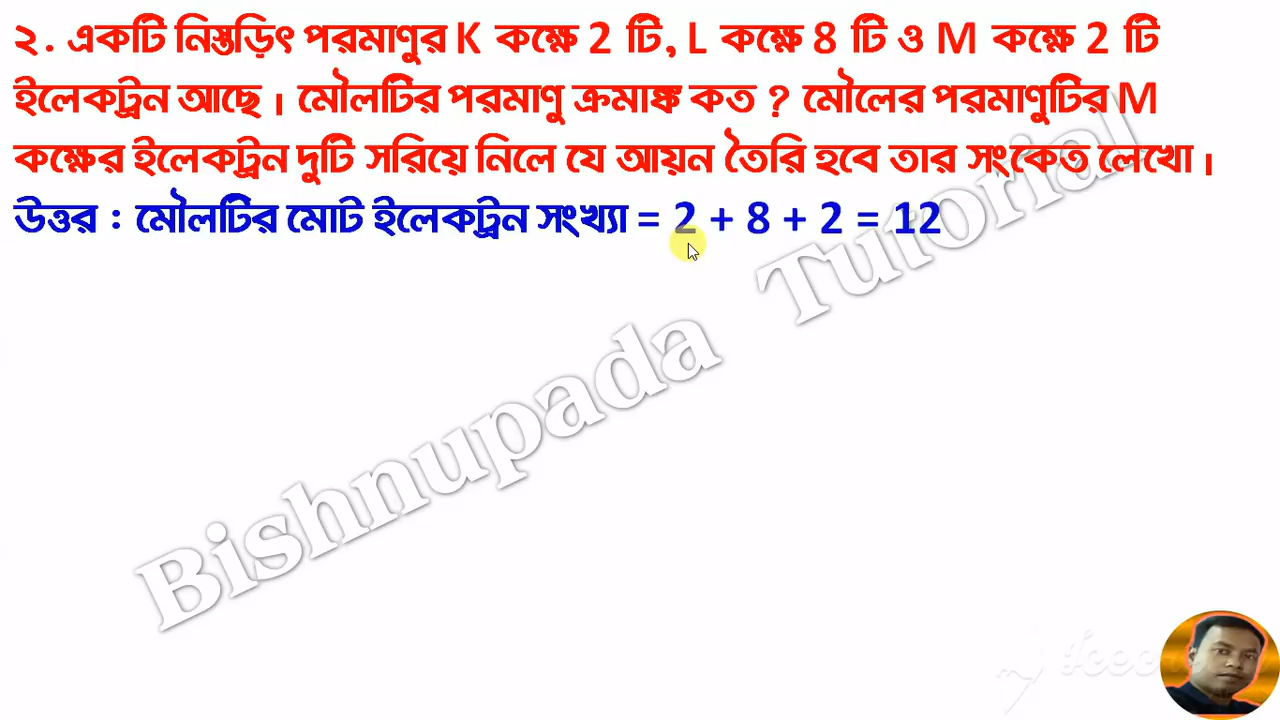 ২. একটি নিস্তড়িৎ পরমাণুর K কক্ষে 2 টি, L কক্ষে 8 টি ও M কক্ষে 2 টি
ইলেকট্রন আছে। মৌলটির পরমাণু ক্রমাঙ্ক কত ? মৌলের পরমাণুটির M
কক্ষের ইলেকট্রন দুটি সরিয়ে নিলে যে আয়ন তৈরি হবে তার সংকেত লেখো।
উত্তর : মৌলটির মোট ইলেকট্রন সংখ্যা = 2 + 8 + 2 = 12
Bishnupada Tutorial